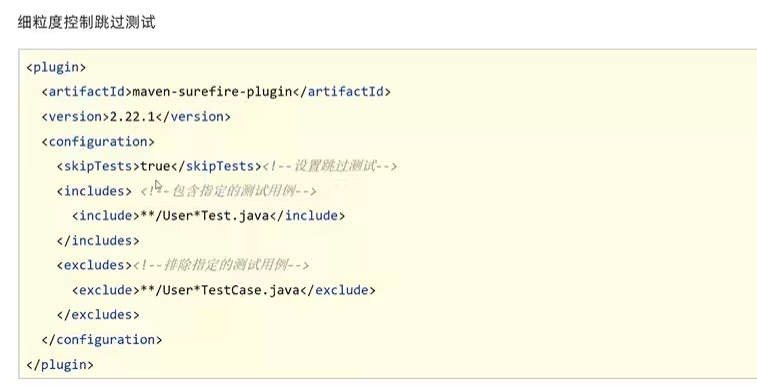 细粒度控制跳过测试
<plugin>
<artifactId>maven-surefire-plugin</artifactId>
<version>2.22.1</version>
<configuration>
<skipTests>true</skipTests><!--设置跳过测试-->
<includes> <!--包含指定的测试用例-->
<include>**/User*Test.java</include>
</includes>
<excludes><!--排除指定的测试用例-->
<exclude>**/User*TestCase.java</exclude>
</excludes>
</configuration>
</plugin>